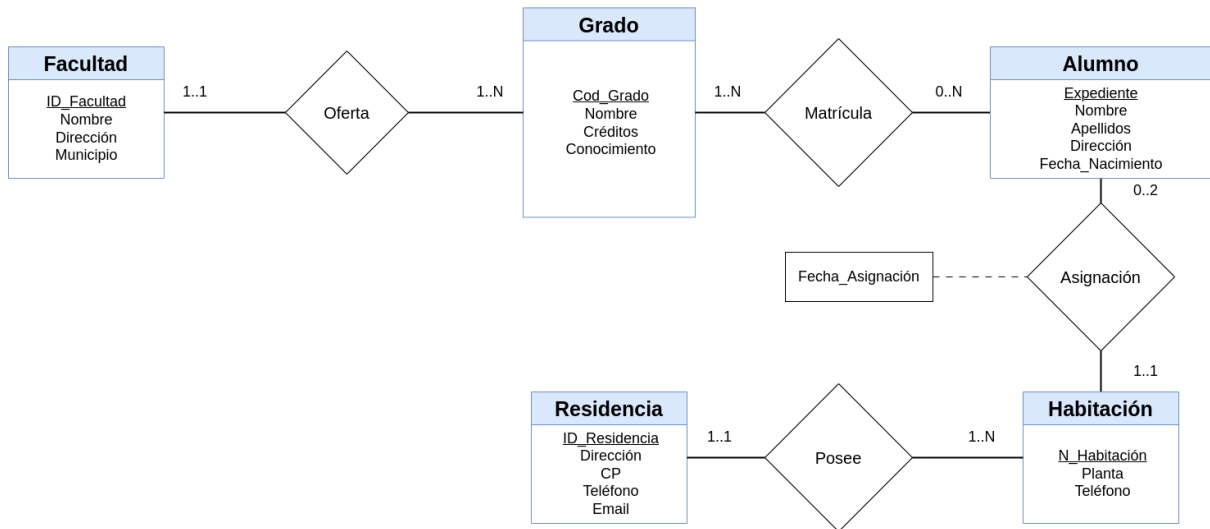 Facultad
ID_Facultad
Nombre
Dirección
Municipio
1..1
Oferta
1..N
Grado
Cod_Grado
Nombre
Créditos
Conocimiento
1..N
Matrícula
0..N
Alumno
Expediente
Nombre
Apellidos
Dirección
Fecha_Nacimiento
0..2
Fecha_Asignación
Asignación
1..1
Residencia
ID_Residencia
Dirección
CP
Teléfono
Email
1..1
Posee
1..N
Habitación
N_Habitación
Planta
Teléfono